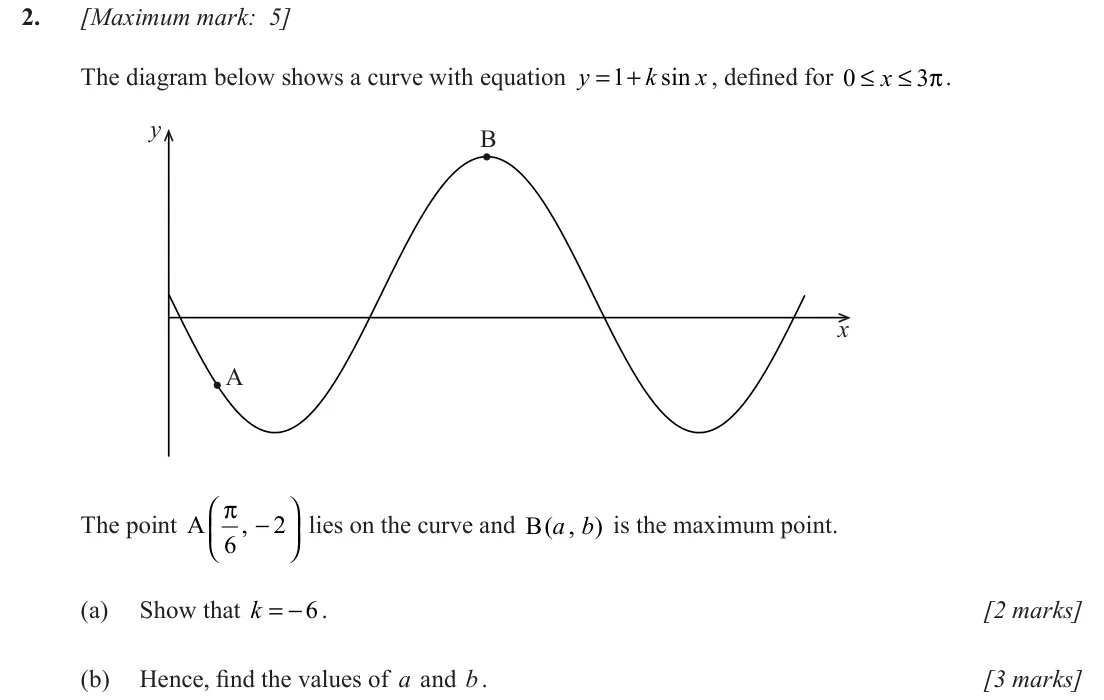 2. [Maximum mark: 5]
The diagram below shows a curve with equation y = 1 + k sin x, defined for 0 ≤ x ≤ 3π.
y
B
x
A
The point A(π/6, −2) lies on the curve and B(a, b) is the maximum point.
(a) Show that k = −6. [2 marks]
(b) Hence, find the values of a and b. [3 marks]